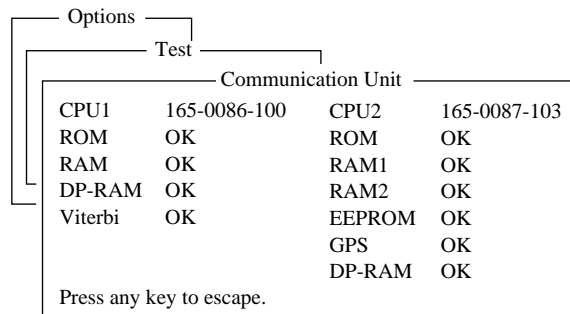 Options
Test
Communication Unit
CPU1 165-0086-100 CPU2 165-0087-103
ROM OK ROM OK
RAM OK RAM1 OK
DP-RAM OK RAM2 OK
Viterbi OK EEPROM OK
GPS OK
DP-RAM OK
Press any key to escape.